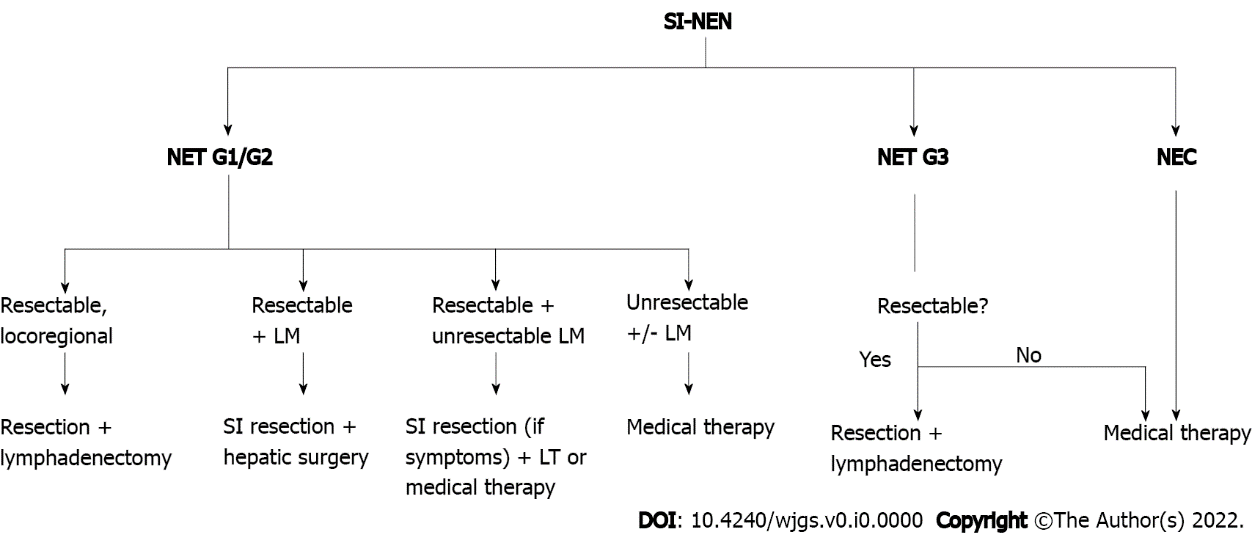 SI-NEN
NET G1/G2
NET G3
NEC
Resectable,
locoregional
Resectable
+ LM
Resectable +
unresectable LM
Unresectable
+/- LM
Resectable?
Yes
No
Resection +
lymphadenectomy
SI resection +
hepatic surgery
SI resection (if
symptoms) + LT or
medical therapy
Medical therapy
Resection +
lymphadenectomy
Medical therapy
DOI: 10.4240/wjgs.v0.i0.0000 Copyright ©The Author(s) 2022.